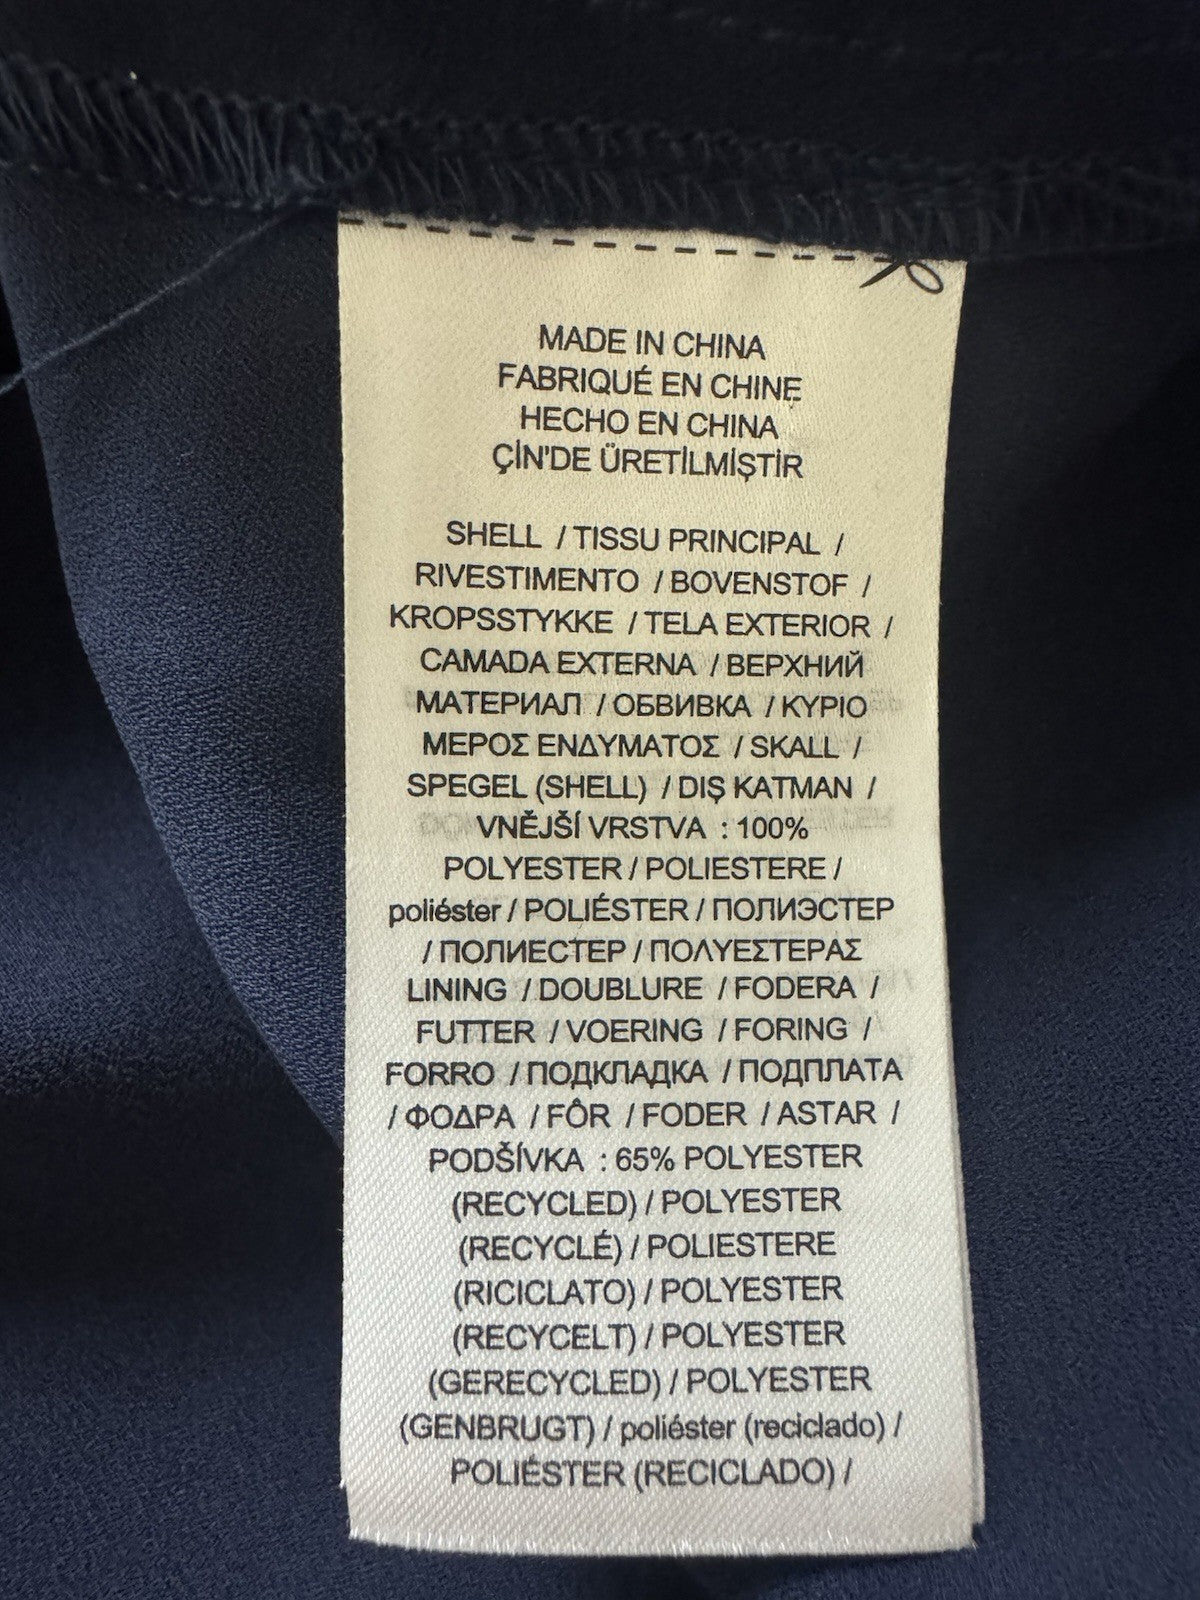 MADE IN CHINA
FABRIQUÉ EN CHINE
HECHO EN CHINA
ÇİN'DE ÜRETİLMİŞTİR
SHELL / TISSU PRINCIPAL /
RIVESTIMENTO / BOVENSTOF /
KROPSSTYKKE / TELA EXTERIOR /
CAMADA EXTERNA / ВЕРХНИЙ
МАТЕРИАЛ / ОБВИВКА / ΚΥΡΙΟ
ΜΕΡΟΣ ΕΝΔΥΜΑΤΟΣ / SKALL /
SPEGEL (SHELL) / DIŞ KATMAN /
VNĚJŠÍ VRSTVA : 100%
POLYESTER / POLIESTERE /
poliéster / POLIÉSTER / ПОЛИЭСТЕР
/ ПОЛИЕСТЕР / ΠΟΛΥΕΣΤΕΡΑΣ
LINING / DOUBLURE / FODERA /
FUTTER / VOERING / FORING /
FORRO / ПОДКЛАДКА / ПОДПЛАТА
/ ΦΟΔΡΑ / FÔR / FODER / ASTAR /
PODŠÍVKA : 65% POLYESTER
(RECYCLED) / POLYESTER
(RECYCLÉ) / POLIESTERE
(RICICLATO) / POLYESTER
(RECYCELT) / POLYESTER
(GERECYCLED) / POLYESTER
(GENBRUGT) / poliéster (reciclado) /
POLIÉSTER (RECICLADO) /